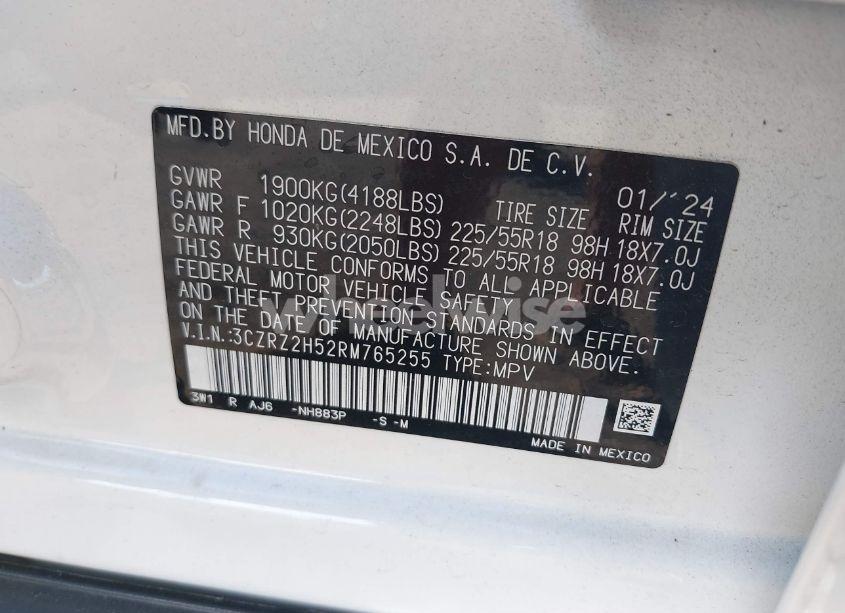 MFD.BY HONDA DE MEXICO S.A. DE C.V.
01/'24
GVWR 1900KG(4188LBS) TIRE SIZE RIM SIZE
GAWR F 1020KG(2248LBS) 225/55R18 98H 18X7.0J
GAWR R 930KG(2050LBS) 225/55R18 98H 18X7.0J
THIS VEHICLE CONFORMS TO ALL APPLICABLE
FEDERAL MOTOR VEHICLE SAFETY
AND THEFT PREVENTION STANDARDS IN EFFECT
ON THE DATE OF MANUFACTURE SHOWN ABOVE.
V.I.N.:3CZRZ2H52RM765255 TYPE:MPV
3W1 R AJ6 -NH883P -S -M
MADE IN MEXICO
wheelwise